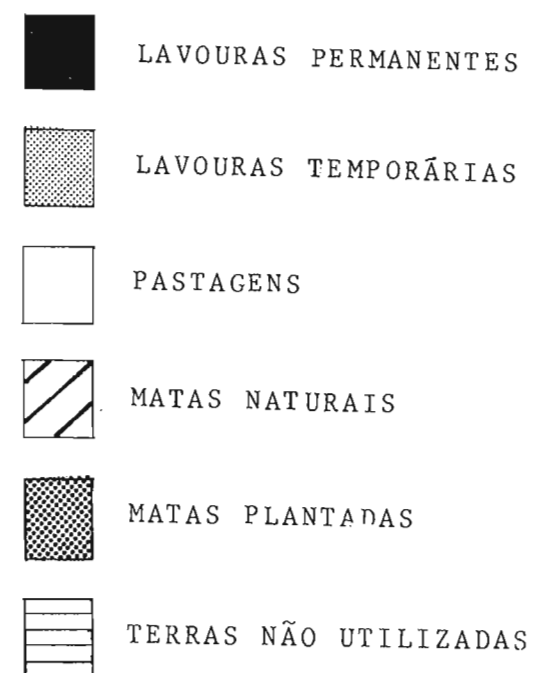 LAVOURAS PERMANENTES
LAVOURAS TEMPORÁRIAS
PASTAGENS
MATAS NATURAIS
MATAS PLANTADAS
TERRAS NÃO UTILIZADAS